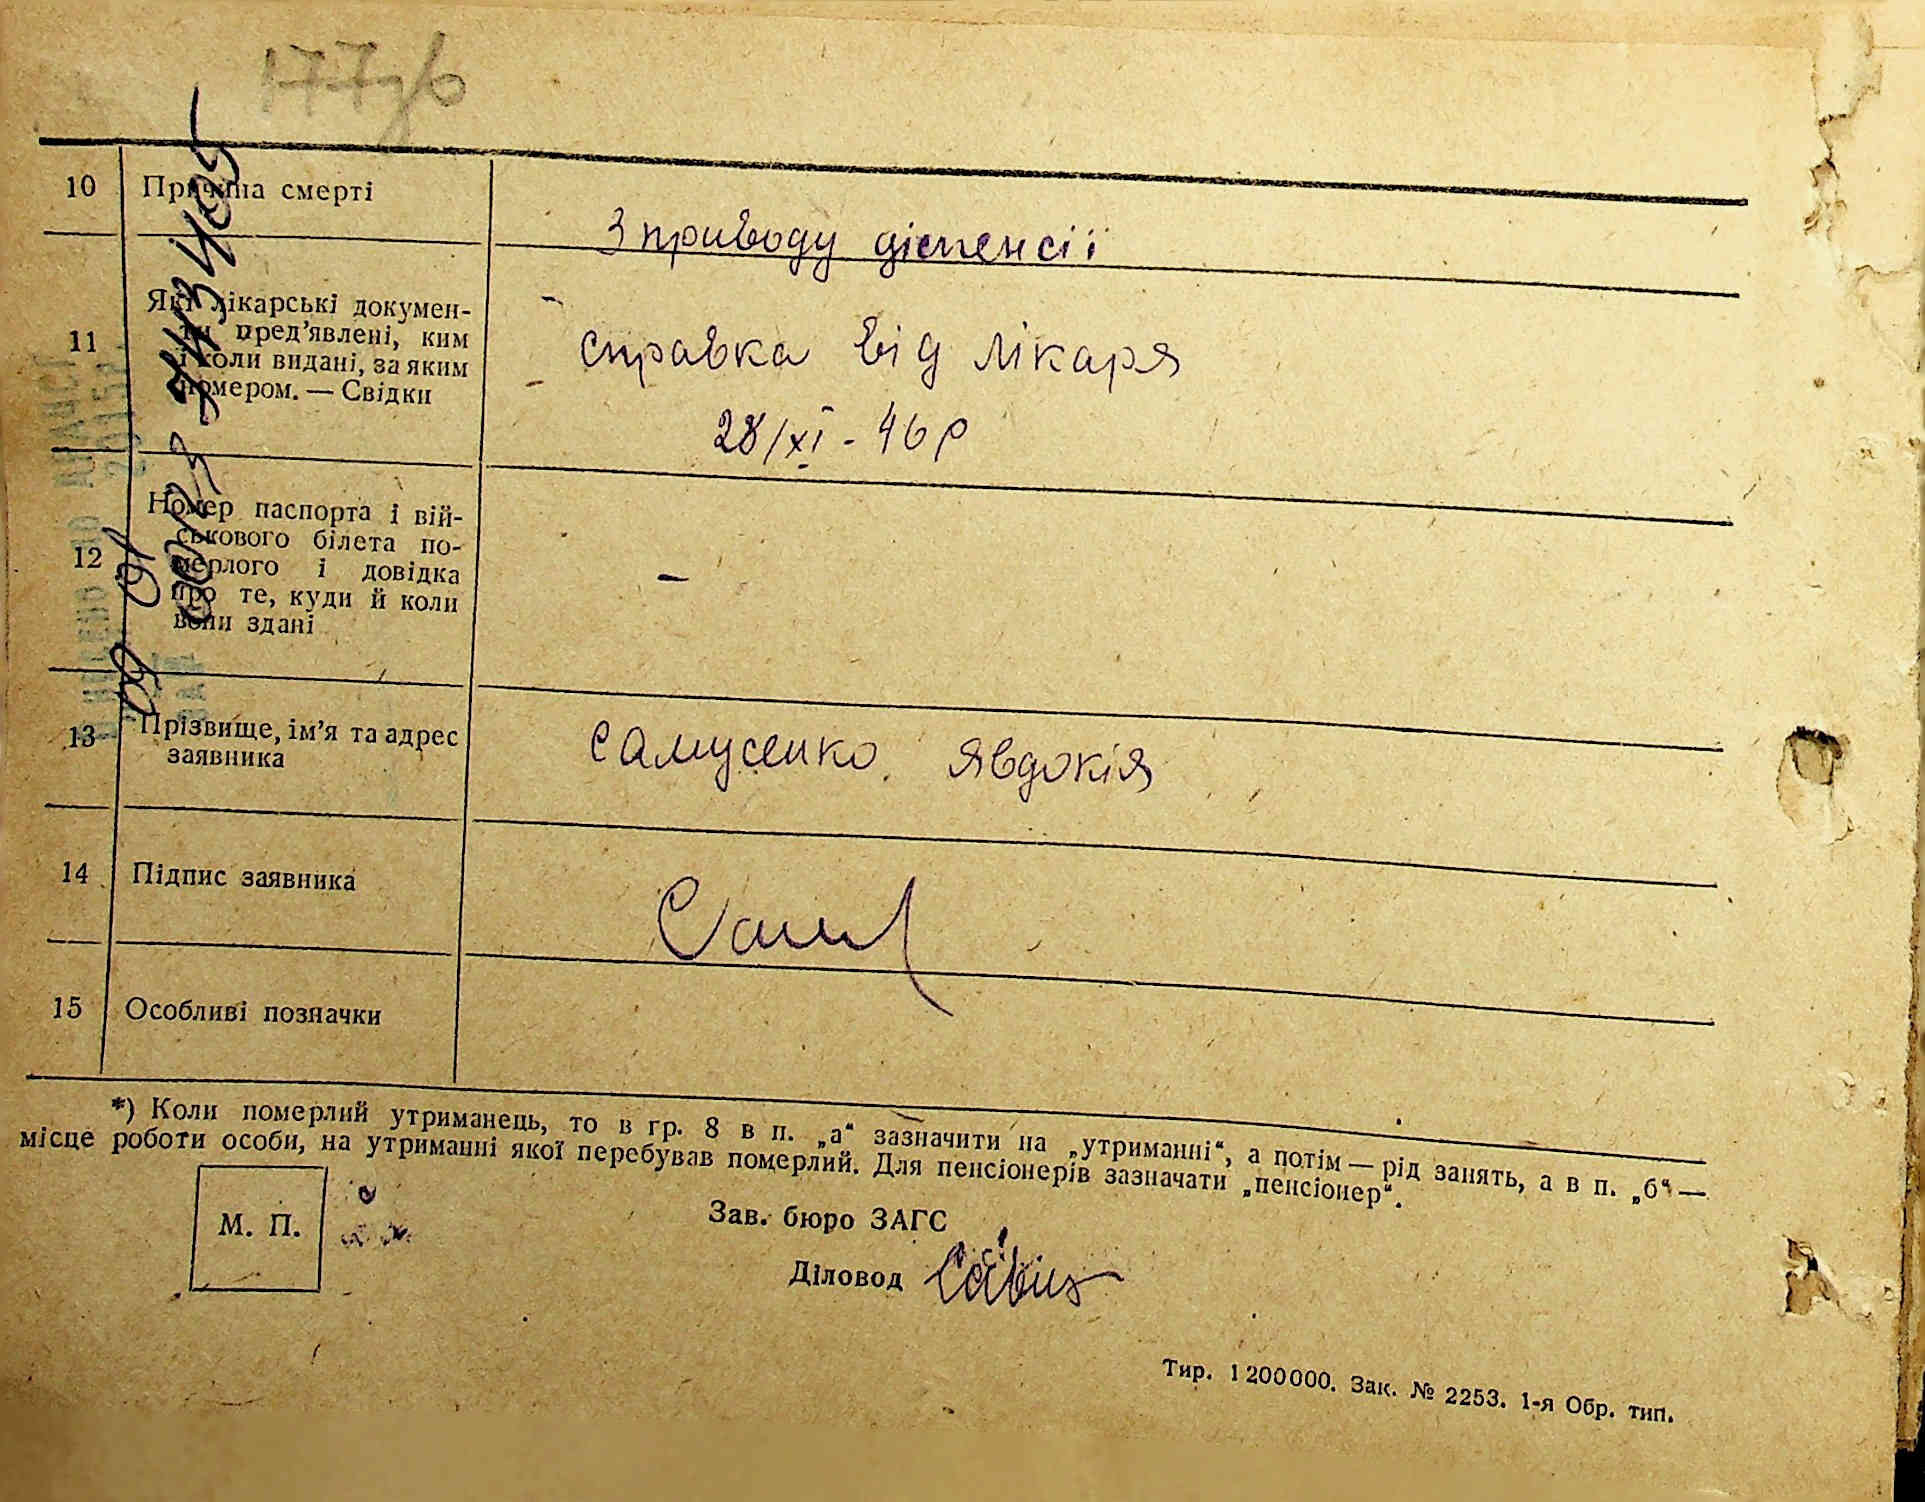 177зв
10 Причина смерті
З приводу діспенсії
11 Які лікарські докумен-
ти пред’явлені, ким
і коли видані, за яким
номером. — Свідки
справка від лікаря
28/XI - 46 р
12 Номер паспорта і вій-
ськового білета по-
мерлого і довідка
про те, куди й коли
вони здані
–
13 Прізвище, ім’я та адрес
заявника
Самусенко Явдокія
14 Підпис заявника
Сам
15 Особливі позначки
*) Коли померлий утриманець, то в гр. 8 в п. „а“ зазначити на „утриманні“, а потім — рід занять, а в п. „б“ —
місце роботи особи, на утриманні якої перебував померлий. Для пенсіонерів зазначати „пенсіонер“.
М. П.
Зав. бюро ЗАГС
Діловод
Тир. 1 200 000. Зак. № 2253. 1-я Обр. тип.